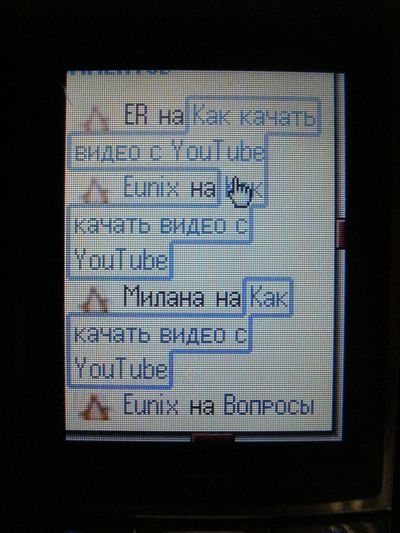 ER на Как качать
видео с YouTube
Eunix на Как
качать видео с
YouTube
Милана на Как
качать видео с
YouTube
Eunix на Вопросы